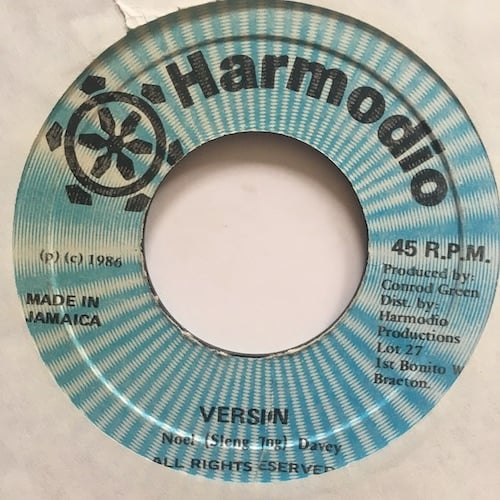 Harmodio
45 R.P.M.
(p) (c) 1986
MADE IN
JAMAICA
Produced by:
Conrod Green
Dist. by:
Harmodio
Productions
Lot 27
1st Bonito W
Braeton.
VERSION
Noel (Sleng Ing) Davey
ALL RIGHTS ESERVED